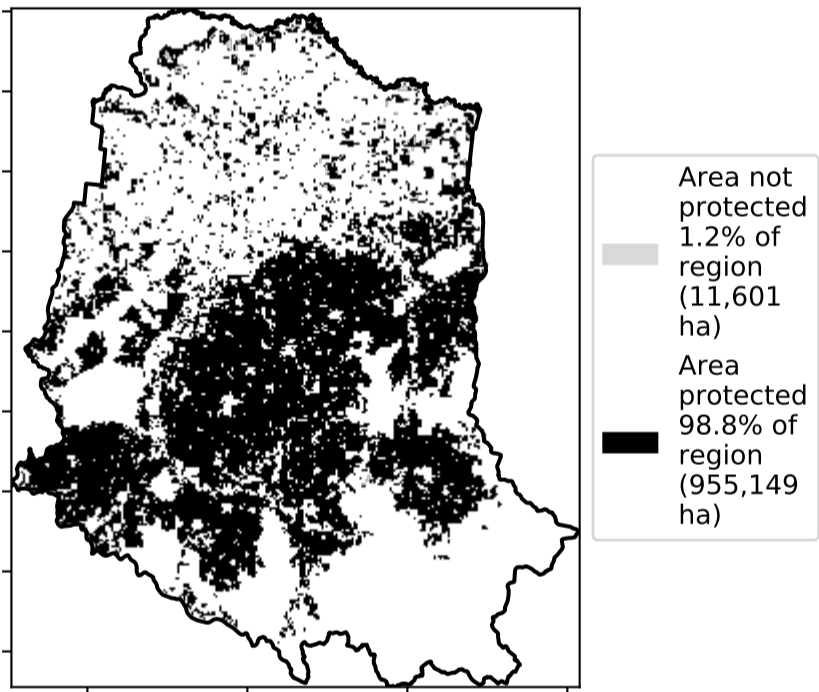 Area not
protected
1.2% of
region
(11,601
ha)
Area
protected
98.8% of
region
(955,149
ha)